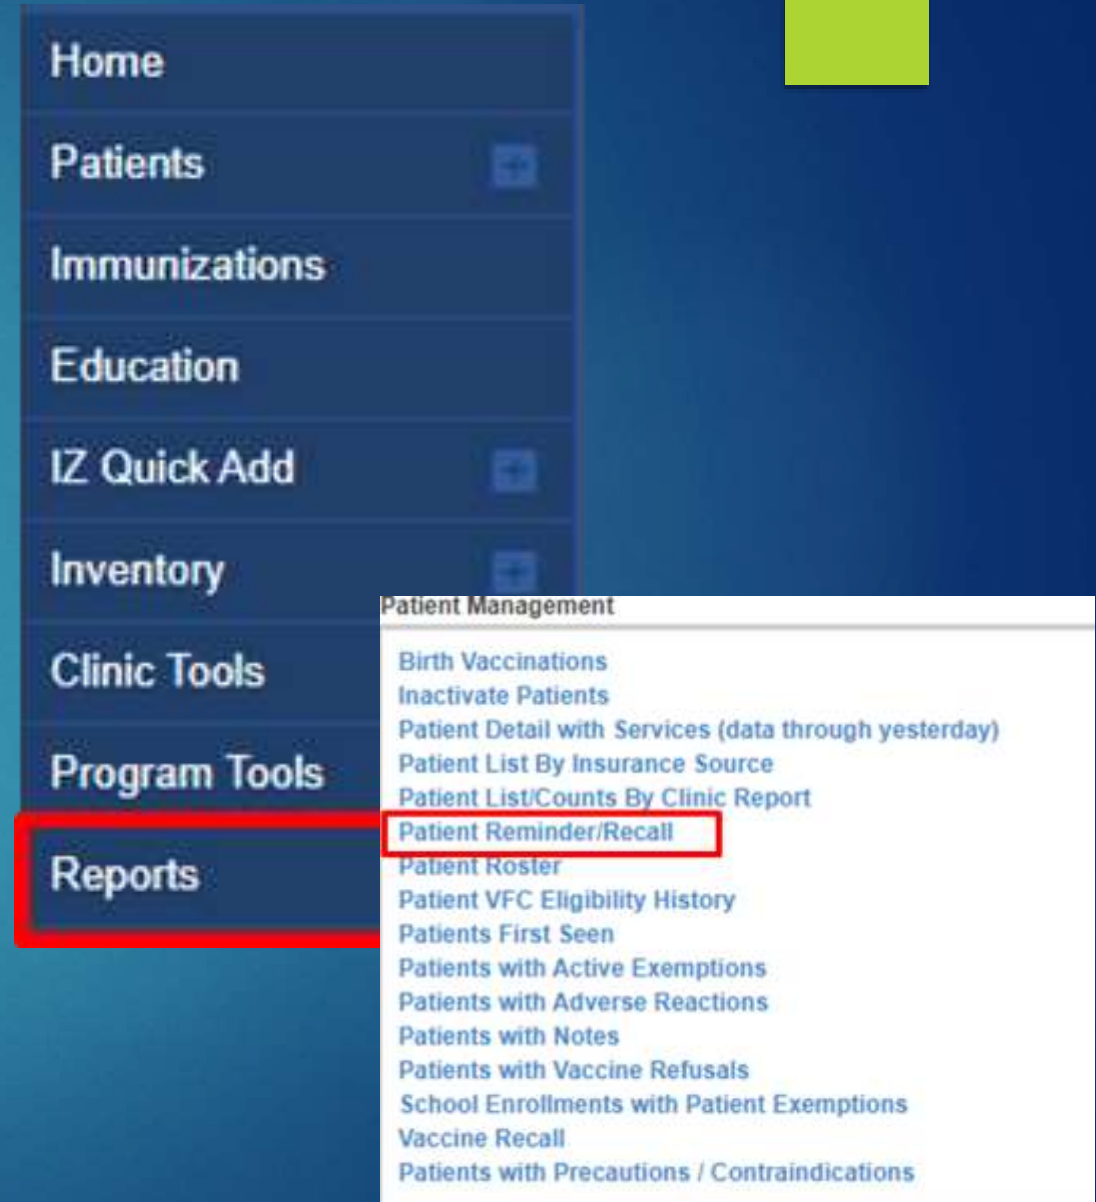 Home
Patients
Immunizations
Education
IZ Quick Add
Inventory
Clinic Tools
Program Tools
Reports
Patient Management
Birth Vaccinations
Inactivate Patients
Patient Detail with Services (data through yesterday)
Patient List By Insurance Source
Patient List/Counts By Clinic Report
Patient Reminder/Recall
Patient Roster
Patient VFC Eligibility History
Patients First Seen
Patients with Active Exemptions
Patients with Adverse Reactions
Patients with Notes
Patients with Vaccine Refusals
School Enrollments with Patient Exemptions
Vaccine Recall
Patients with Precautions / Contraindications